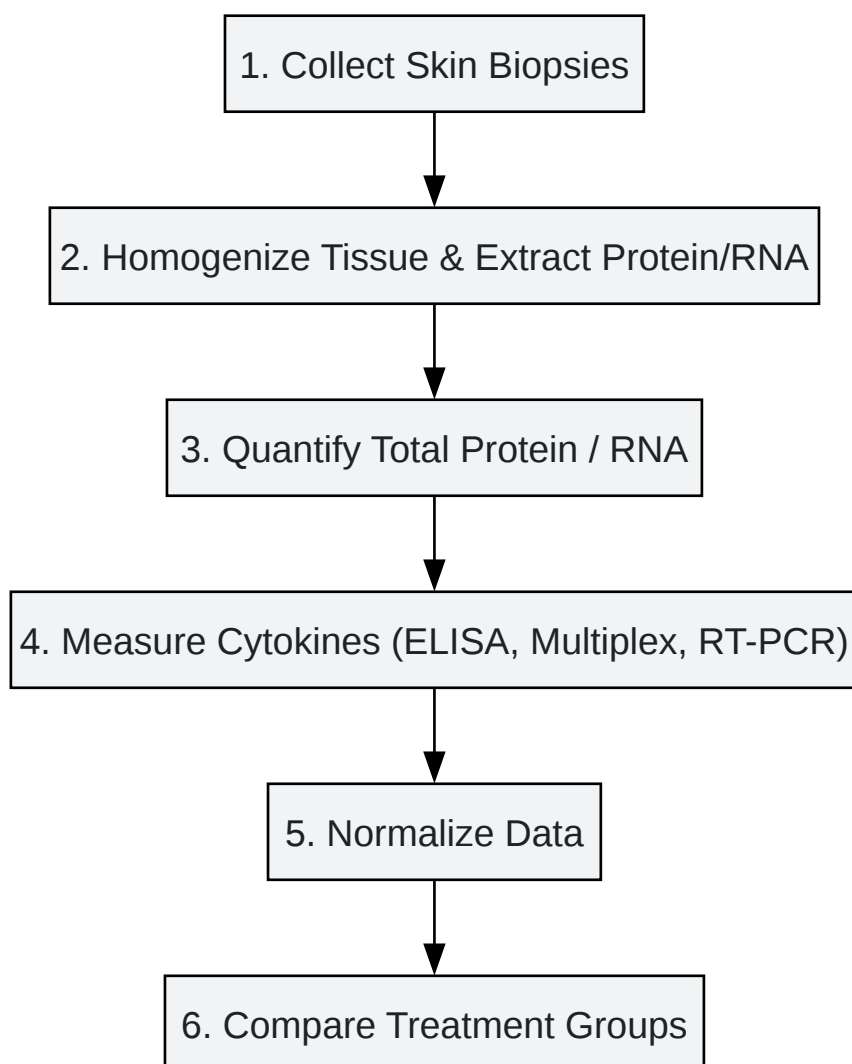 1. Collect Skin Biopsies
2. Homogenize Tissue & Extract Protein/RNA
3. Quantify Total Protein / RNA
4. Measure Cytokines (ELISA, Multiplex, RT-PCR)
5. Normalize Data
6. Compare Treatment Groups